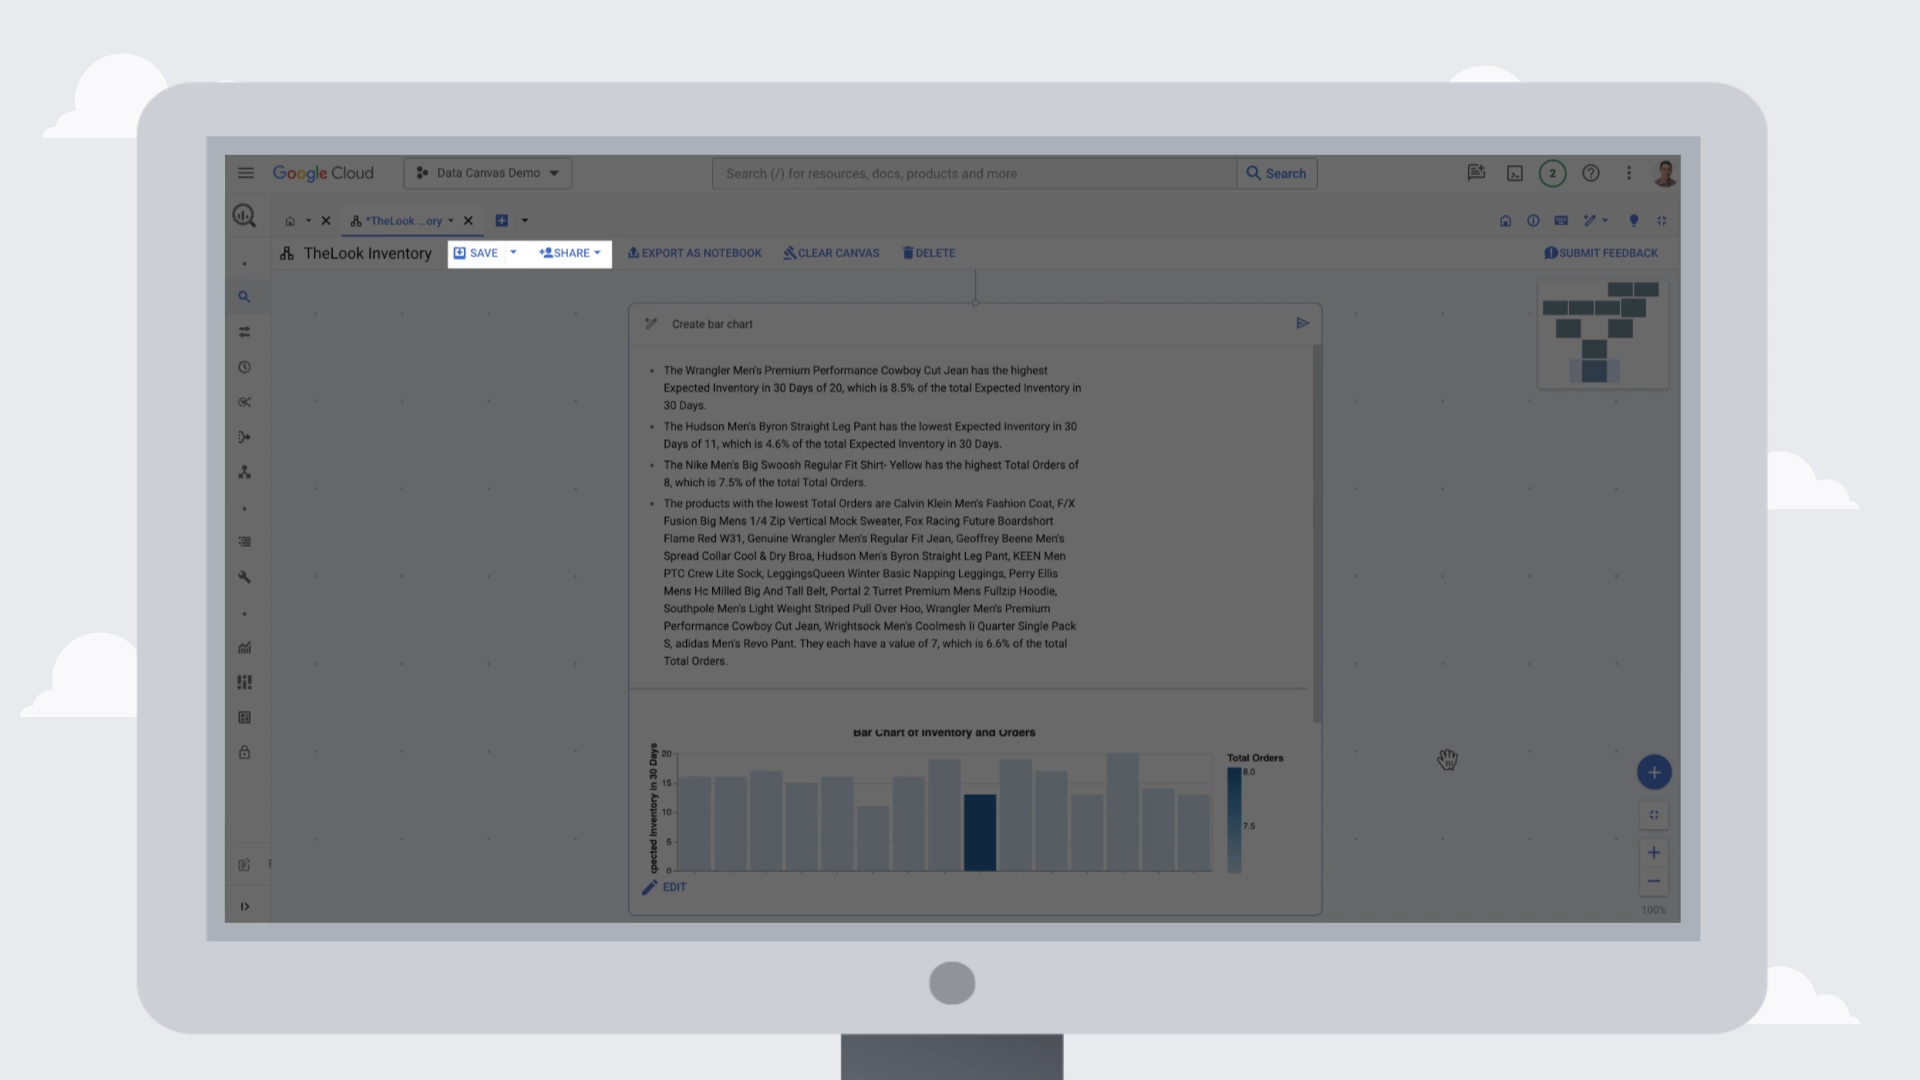 Google Cloud
Data Canvas Demo
Search (/) for resources, docs, products and more
Search
2
*TheLook ...ory
TheLook Inventory
SAVE
SHARE
EXPORT AS NOTEBOOK
CLEAR CANVAS
DELETE
SUBMIT FEEDBACK
Create bar chart
• The Wrangler Men's Premium Performance Cowboy Cut Jean has the highest
Expected Inventory in 30 Days of 20, which is 8.5% of the total Expected Inventory in
30 Days.
• The Hudson Men's Byron Straight Leg Pant has the lowest Expected Inventory in 30
Days of 11, which is 4.6% of the total Expected Inventory in 30 Days.
• The Nike Men's Big Swoosh Regular Fit Shirt- Yellow has the highest Total Orders of
8, which is 7.5% of the total Total Orders.
• The products with the lowest Total Orders are Calvin Klein Men's Fashion Coat, F/X
Fusion Big Mens 1/4 Zip Vertical Mock Sweater, Fox Racing Future Boardshort
Flame Red W31, Genuine Wrangler Men's Regular Fit Jean, Geoffrey Beene Men's
Spread Collar Cool & Dry Broa, Hudson Men's Byron Straight Leg Pant, KEEN Men
PTC Crew Lite Sock, LeggingsQueen Winter Basic Napping Leggings, Perry Ellis
Mens Hc Milled Big And Tall Belt, Portal 2 Turret Premium Mens Fullzip Hoodie,
Southpole Men's Light Weight Striped Pull Over Hoo, Wrangler Men's Premium
Performance Cowboy Cut Jean, Wrightsock Men's Coolmesh Ii Quarter Single Pack
S, adidas Men's Revo Pant. They each have a value of 7, which is 6.6% of the total
Total Orders.
Bar Chart of Inventory and Orders
pected Inventory in 30 Days
20
15
10
5
0
Total Orders
8.0
7.5
EDIT
100%